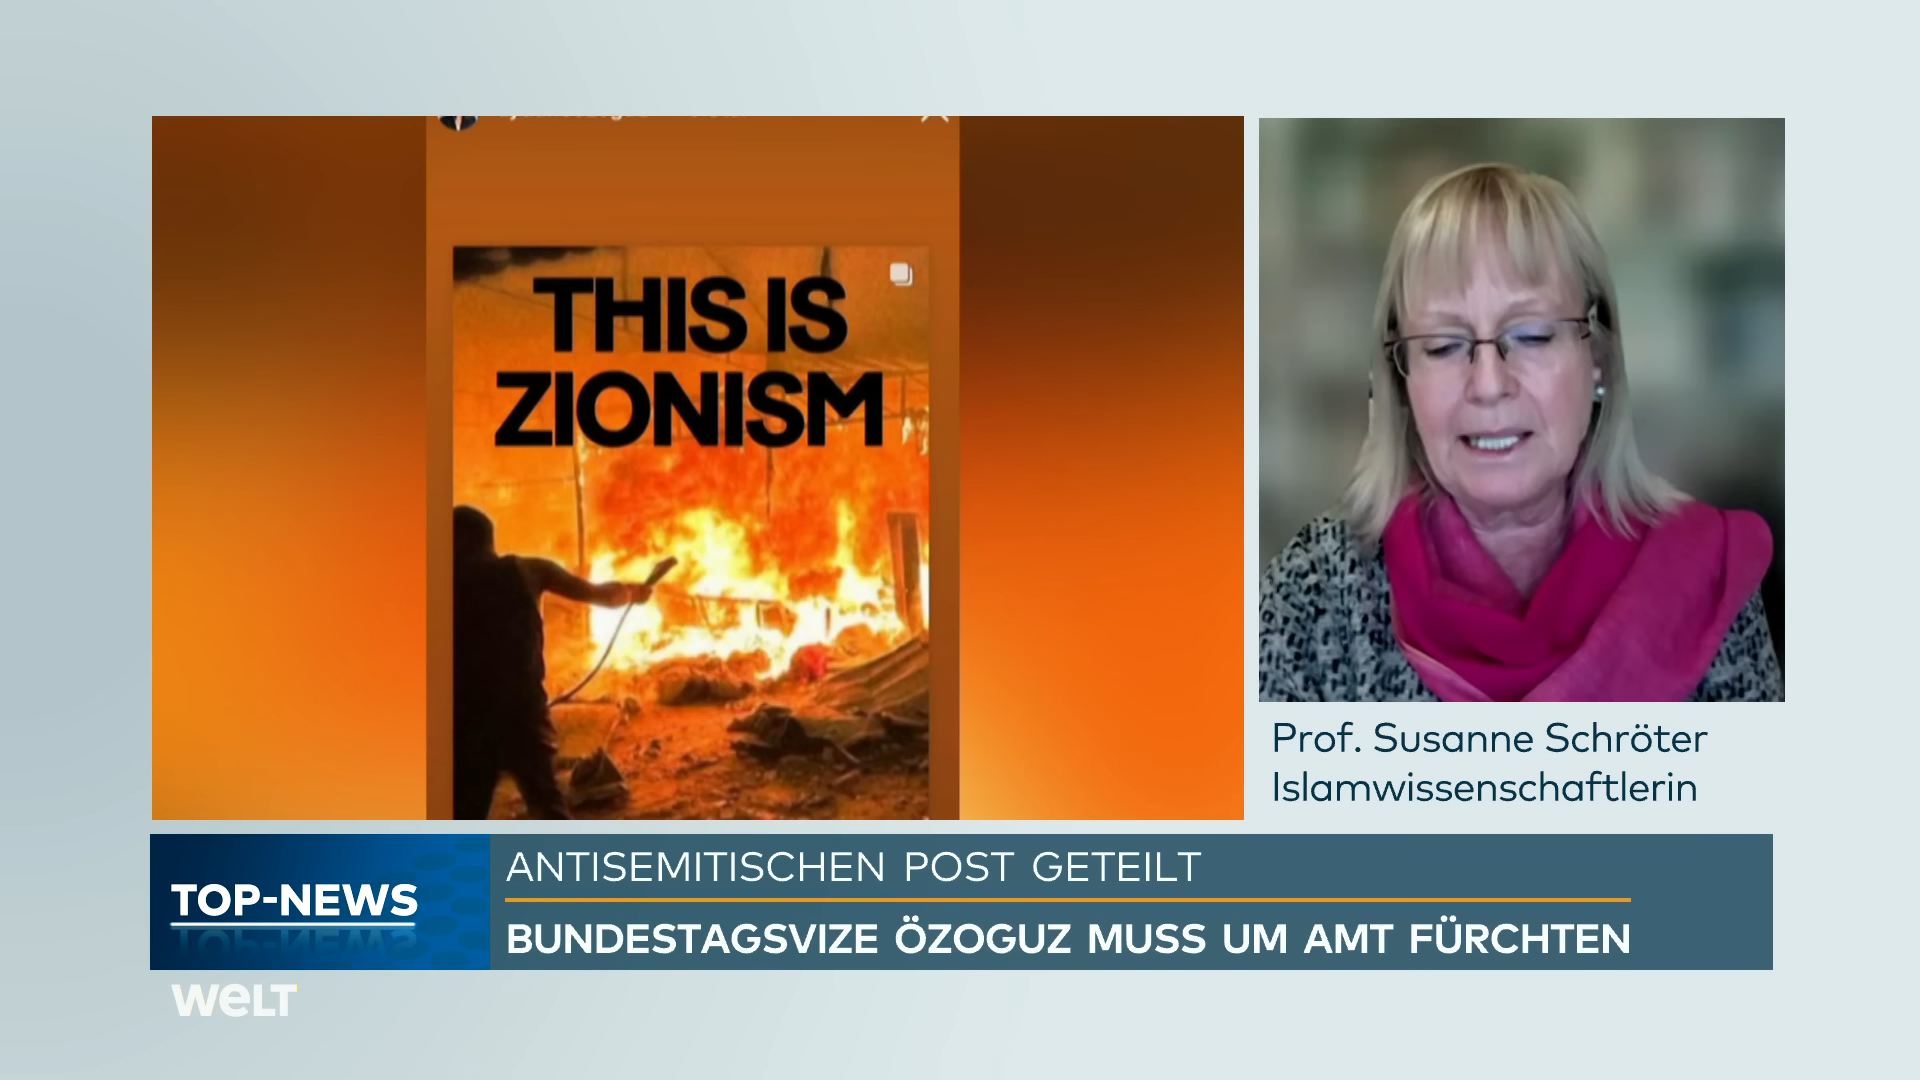 THIS IS
ZIONISM
Prof. Susanne Schröter
Islamwissenschaftlerin
TOP-NEWS
ANTISEMITISCHEN POST GETEILT
BUNDESTAGSVIZE ÖZOGUZ MUSS UM AMT FÜRCHTEN
WELT